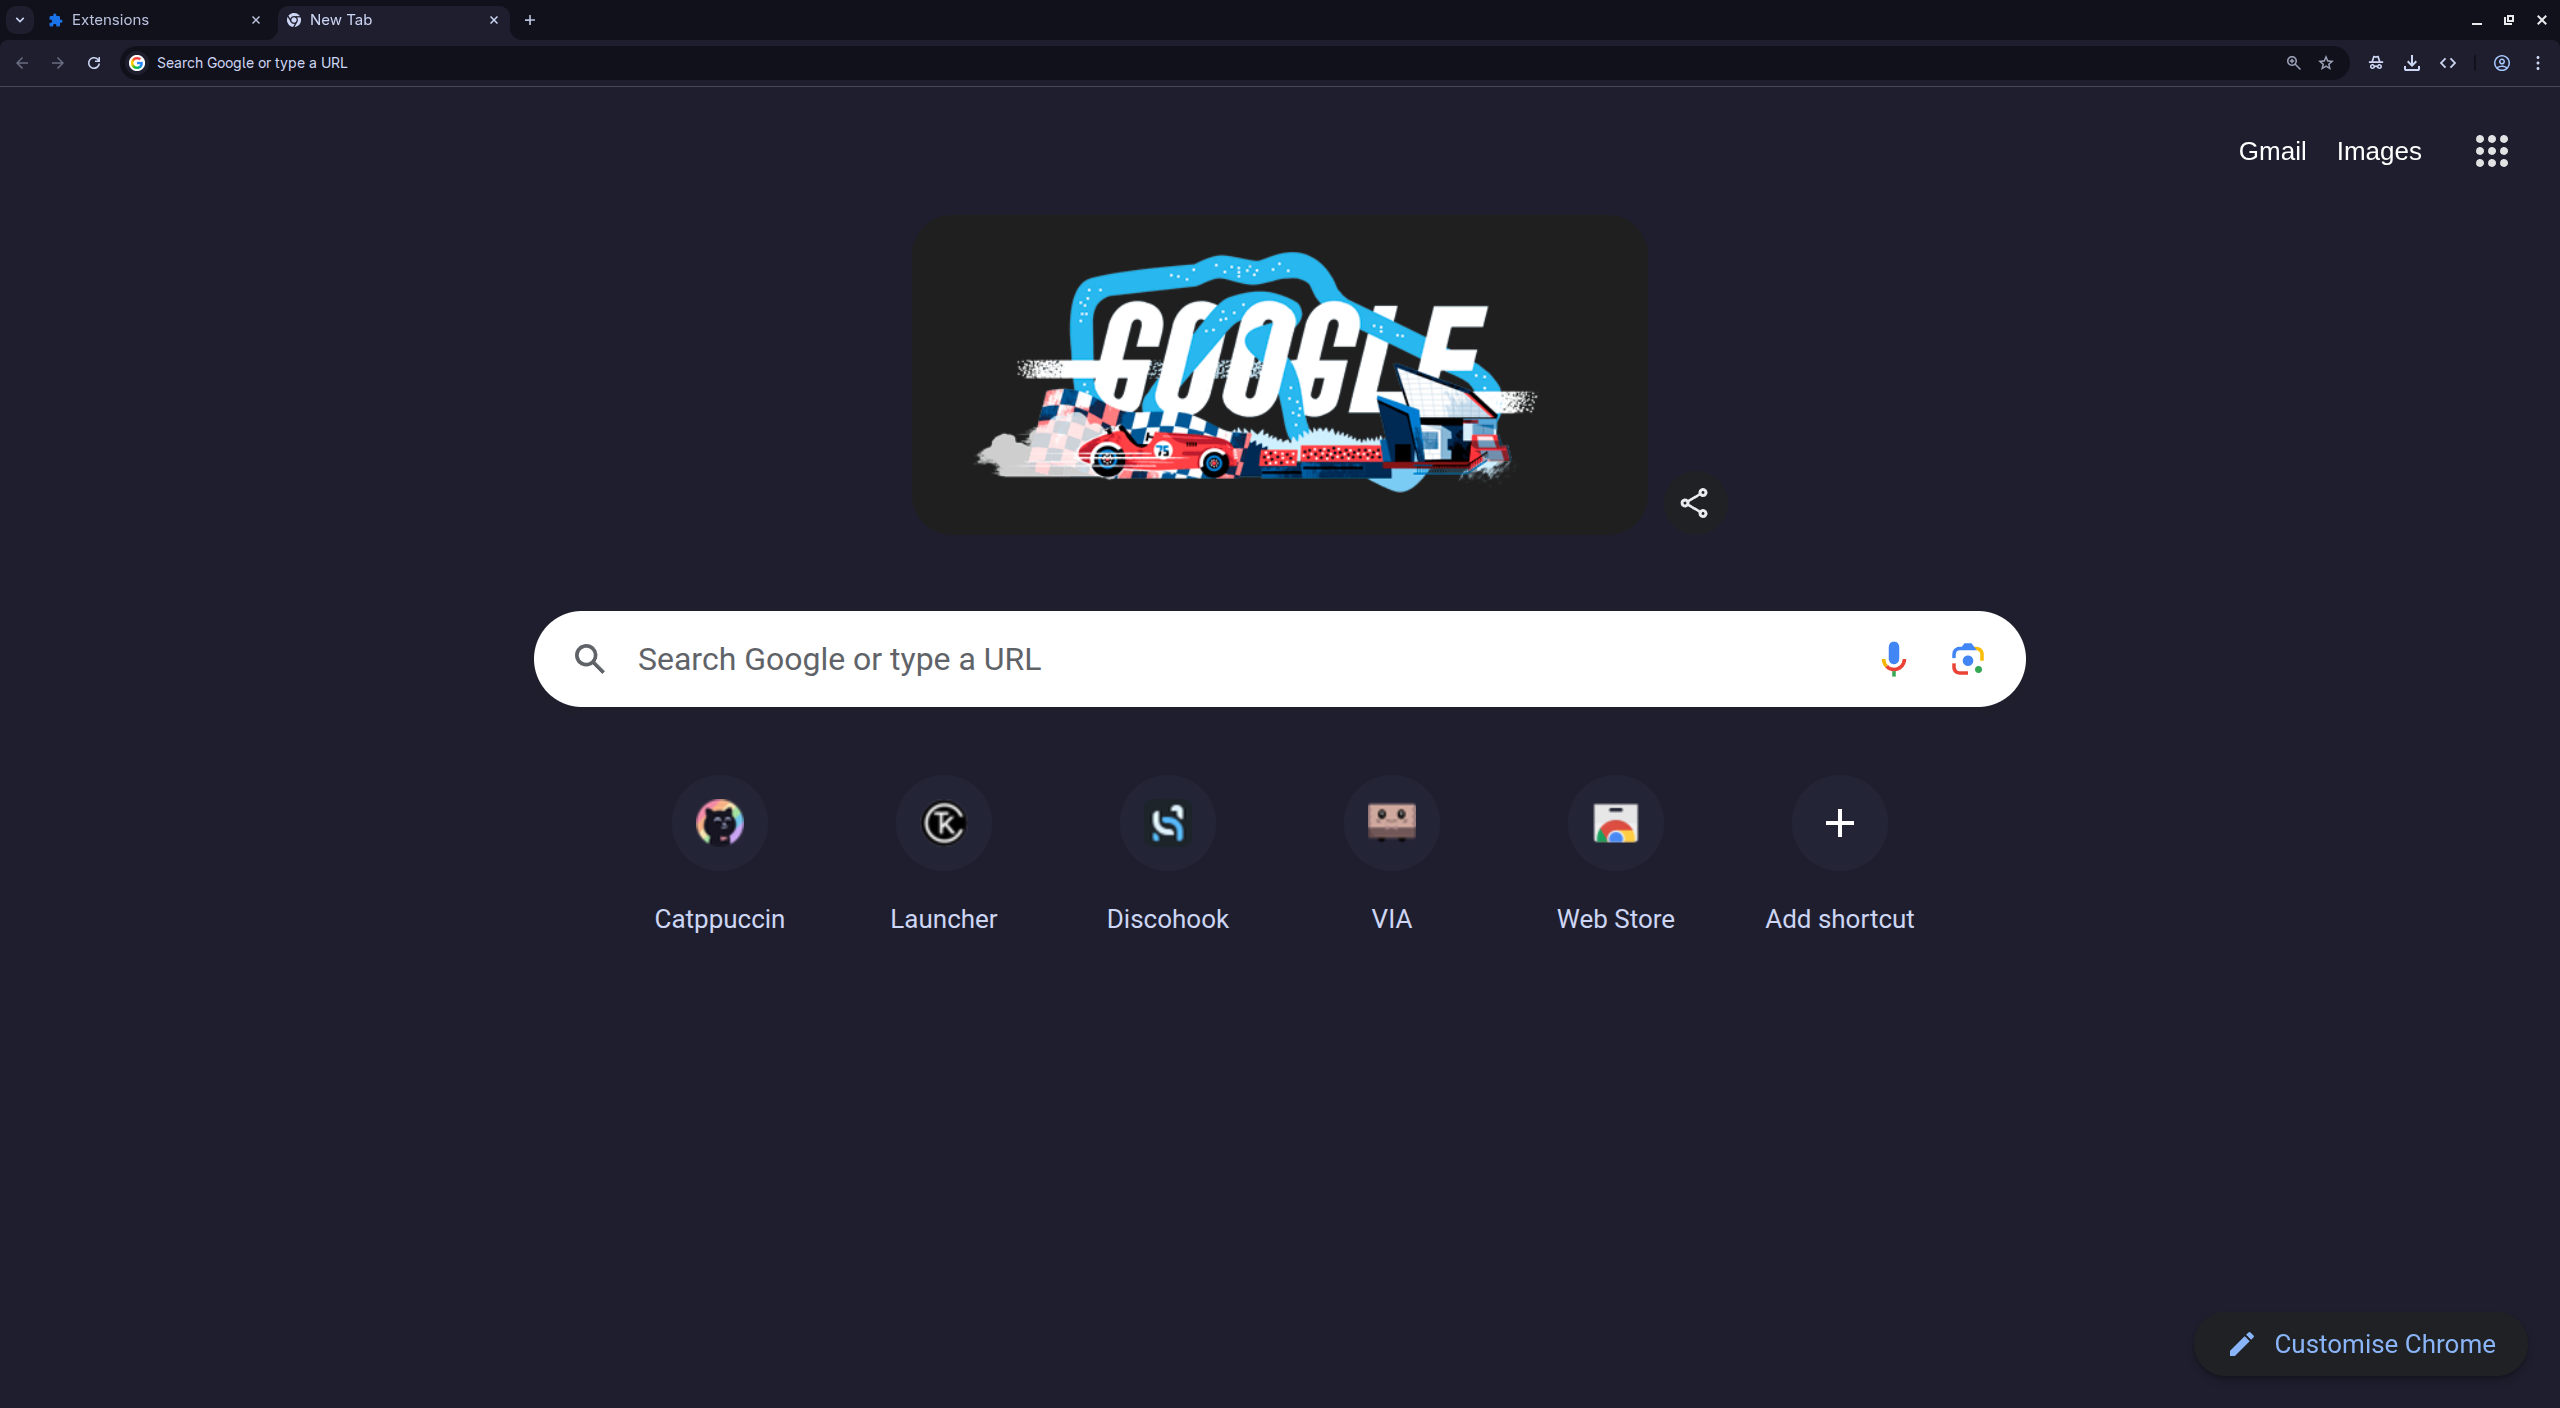 Extensions
New Tab
Search Google or type a URL
Gmail Images
GOOGLE
75
Search Google or type a URL
Catppuccin
Launcher
Discohook
VIA
Web Store
Add shortcut
Customise Chrome